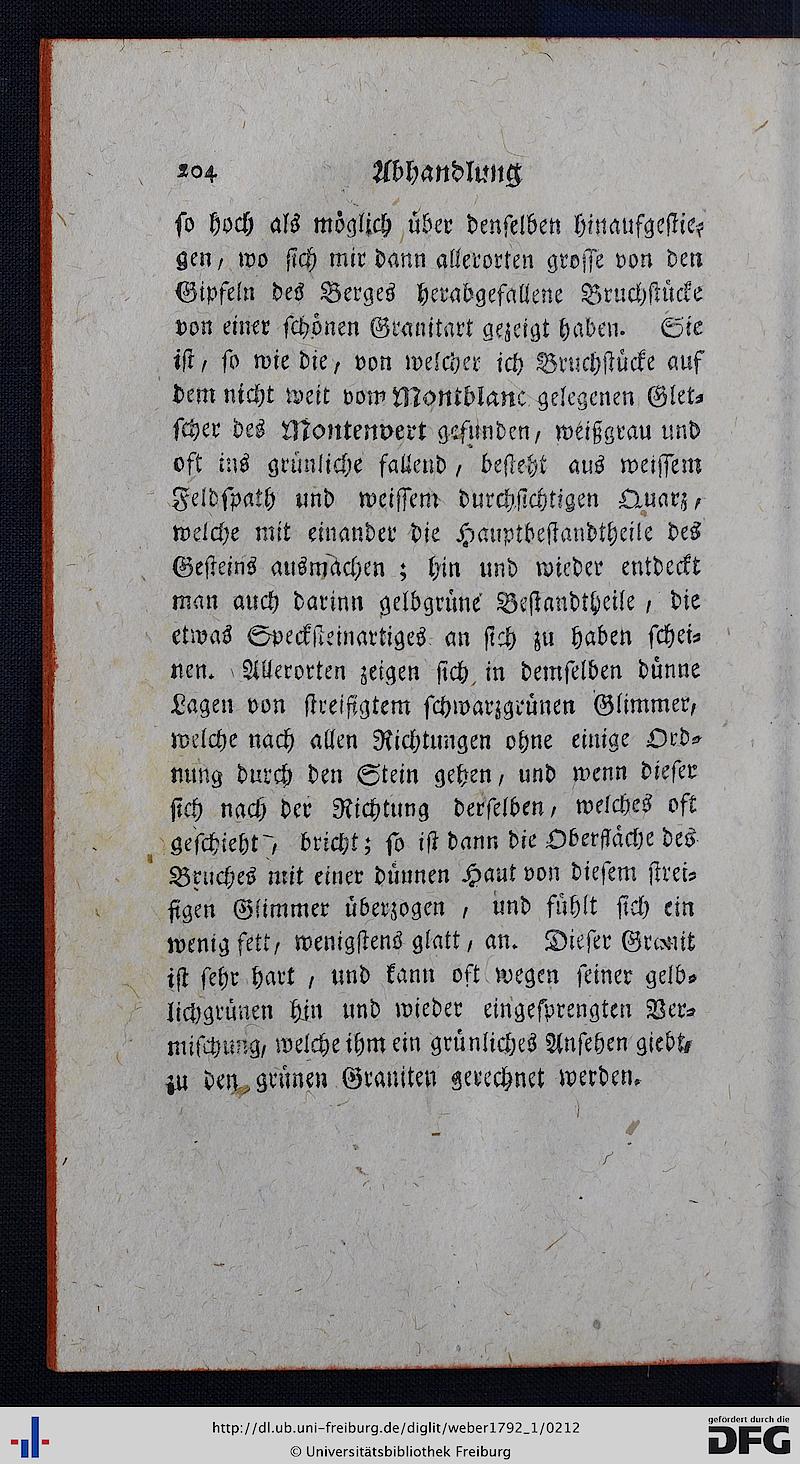 204 Abhandlung
ſo hoch als möglich über denſelben hinaufgeſtie⸗
gen, wo ſich mir dann allerorten groſſe von den
Gipfeln des Berges herabgefallene Bruchſtücke
von einer ſchönen Granitart gezeigt haben. Sie
iſt, ſo wie die, von welcher ich Bruchſtücke auf
dem nicht weit vom Montblanc gelegenen Glet⸗
ſcher des Montenvert gefunden, weißgrau und
oft ins grünliche fallend, beſteht aus weiſſem
Feldſpath und weiſſem durchſichtigen Quarz,
welche mit einander die Hauptbeſtandtheile des
Geſteins ausmachen; hin und wieder entdeckt
man auch darinn gelbgrüne Beſtandtheile, die
etwas Speckſteinartiges an ſich zu haben ſchei⸗
nen. Allerorten zeigen ſich in demſelben dünne
Lagen von ſtreifigtem ſchwarzgrünen Glimmer,
welche nach allen Richtungen ohne einige Ord⸗
nung durch den Stein gehen, und wenn dieſer
ſich nach der Richtung derſelben, welches oft
geſchieht, bricht; ſo iſt dann die Oberfläche des
Bruches mit einer dünnen Haut von dieſem ſtrei⸗
figen Glimmer überzogen, und fühlt ſich ein
wenig fett, wenigſtens glatt, an. Dieſer Granit
iſt ſehr hart, und kann oft wegen ſeiner gelb⸗
lichgrünen hin und wieder eingeſprengten Ver⸗
miſchung, welche ihm ein grünliches Anſehen giebt,
zu den grünen Graniten gerechnet werden.
http://dl.ub.uni-freiburg.de/diglit/weber1792_1/0212
© Universitätsbibliothek Freiburg
gefördert durch die
DFG